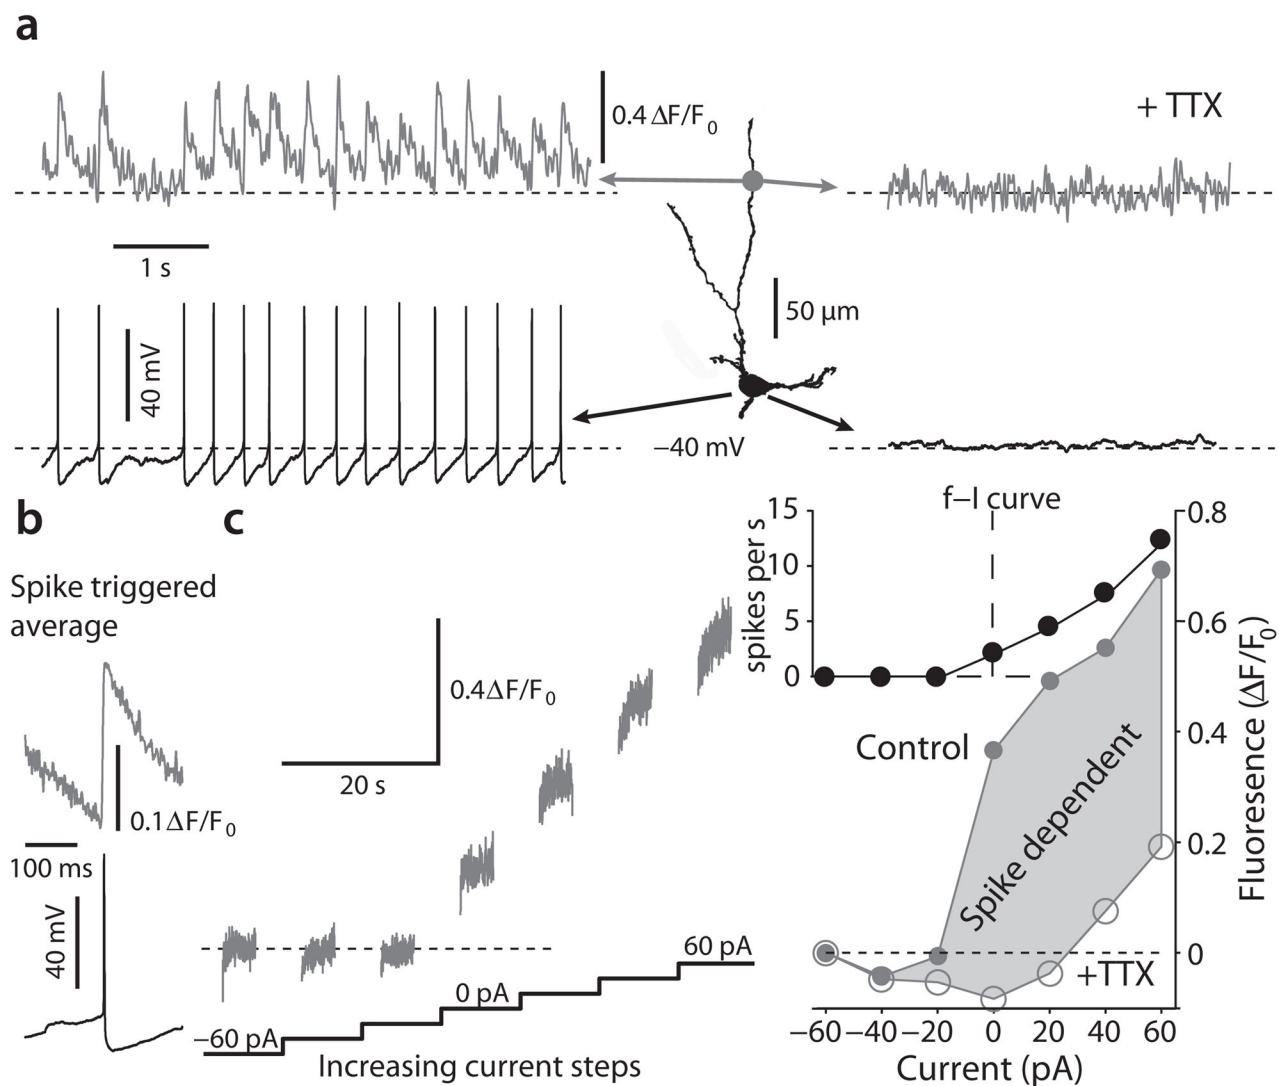 a
0.4 ΔF/F0
+ TTX
1 s
50 µm
40 mV
−40 mV
b
c
Spike triggered
average
0.1ΔF/F0
100 ms
40 mV
0.4ΔF/F0
20 s
−60 pA
0 pA
60 pA
Increasing current steps
f−I curve
spikes per s
15
10
5
0
0.8
0.6
0.4
0.2
0
Fluoresence (ΔF/F0)
Control
Spike dependent
+TTX
−60 −40 −20 0 20 40 60
Current (pA)